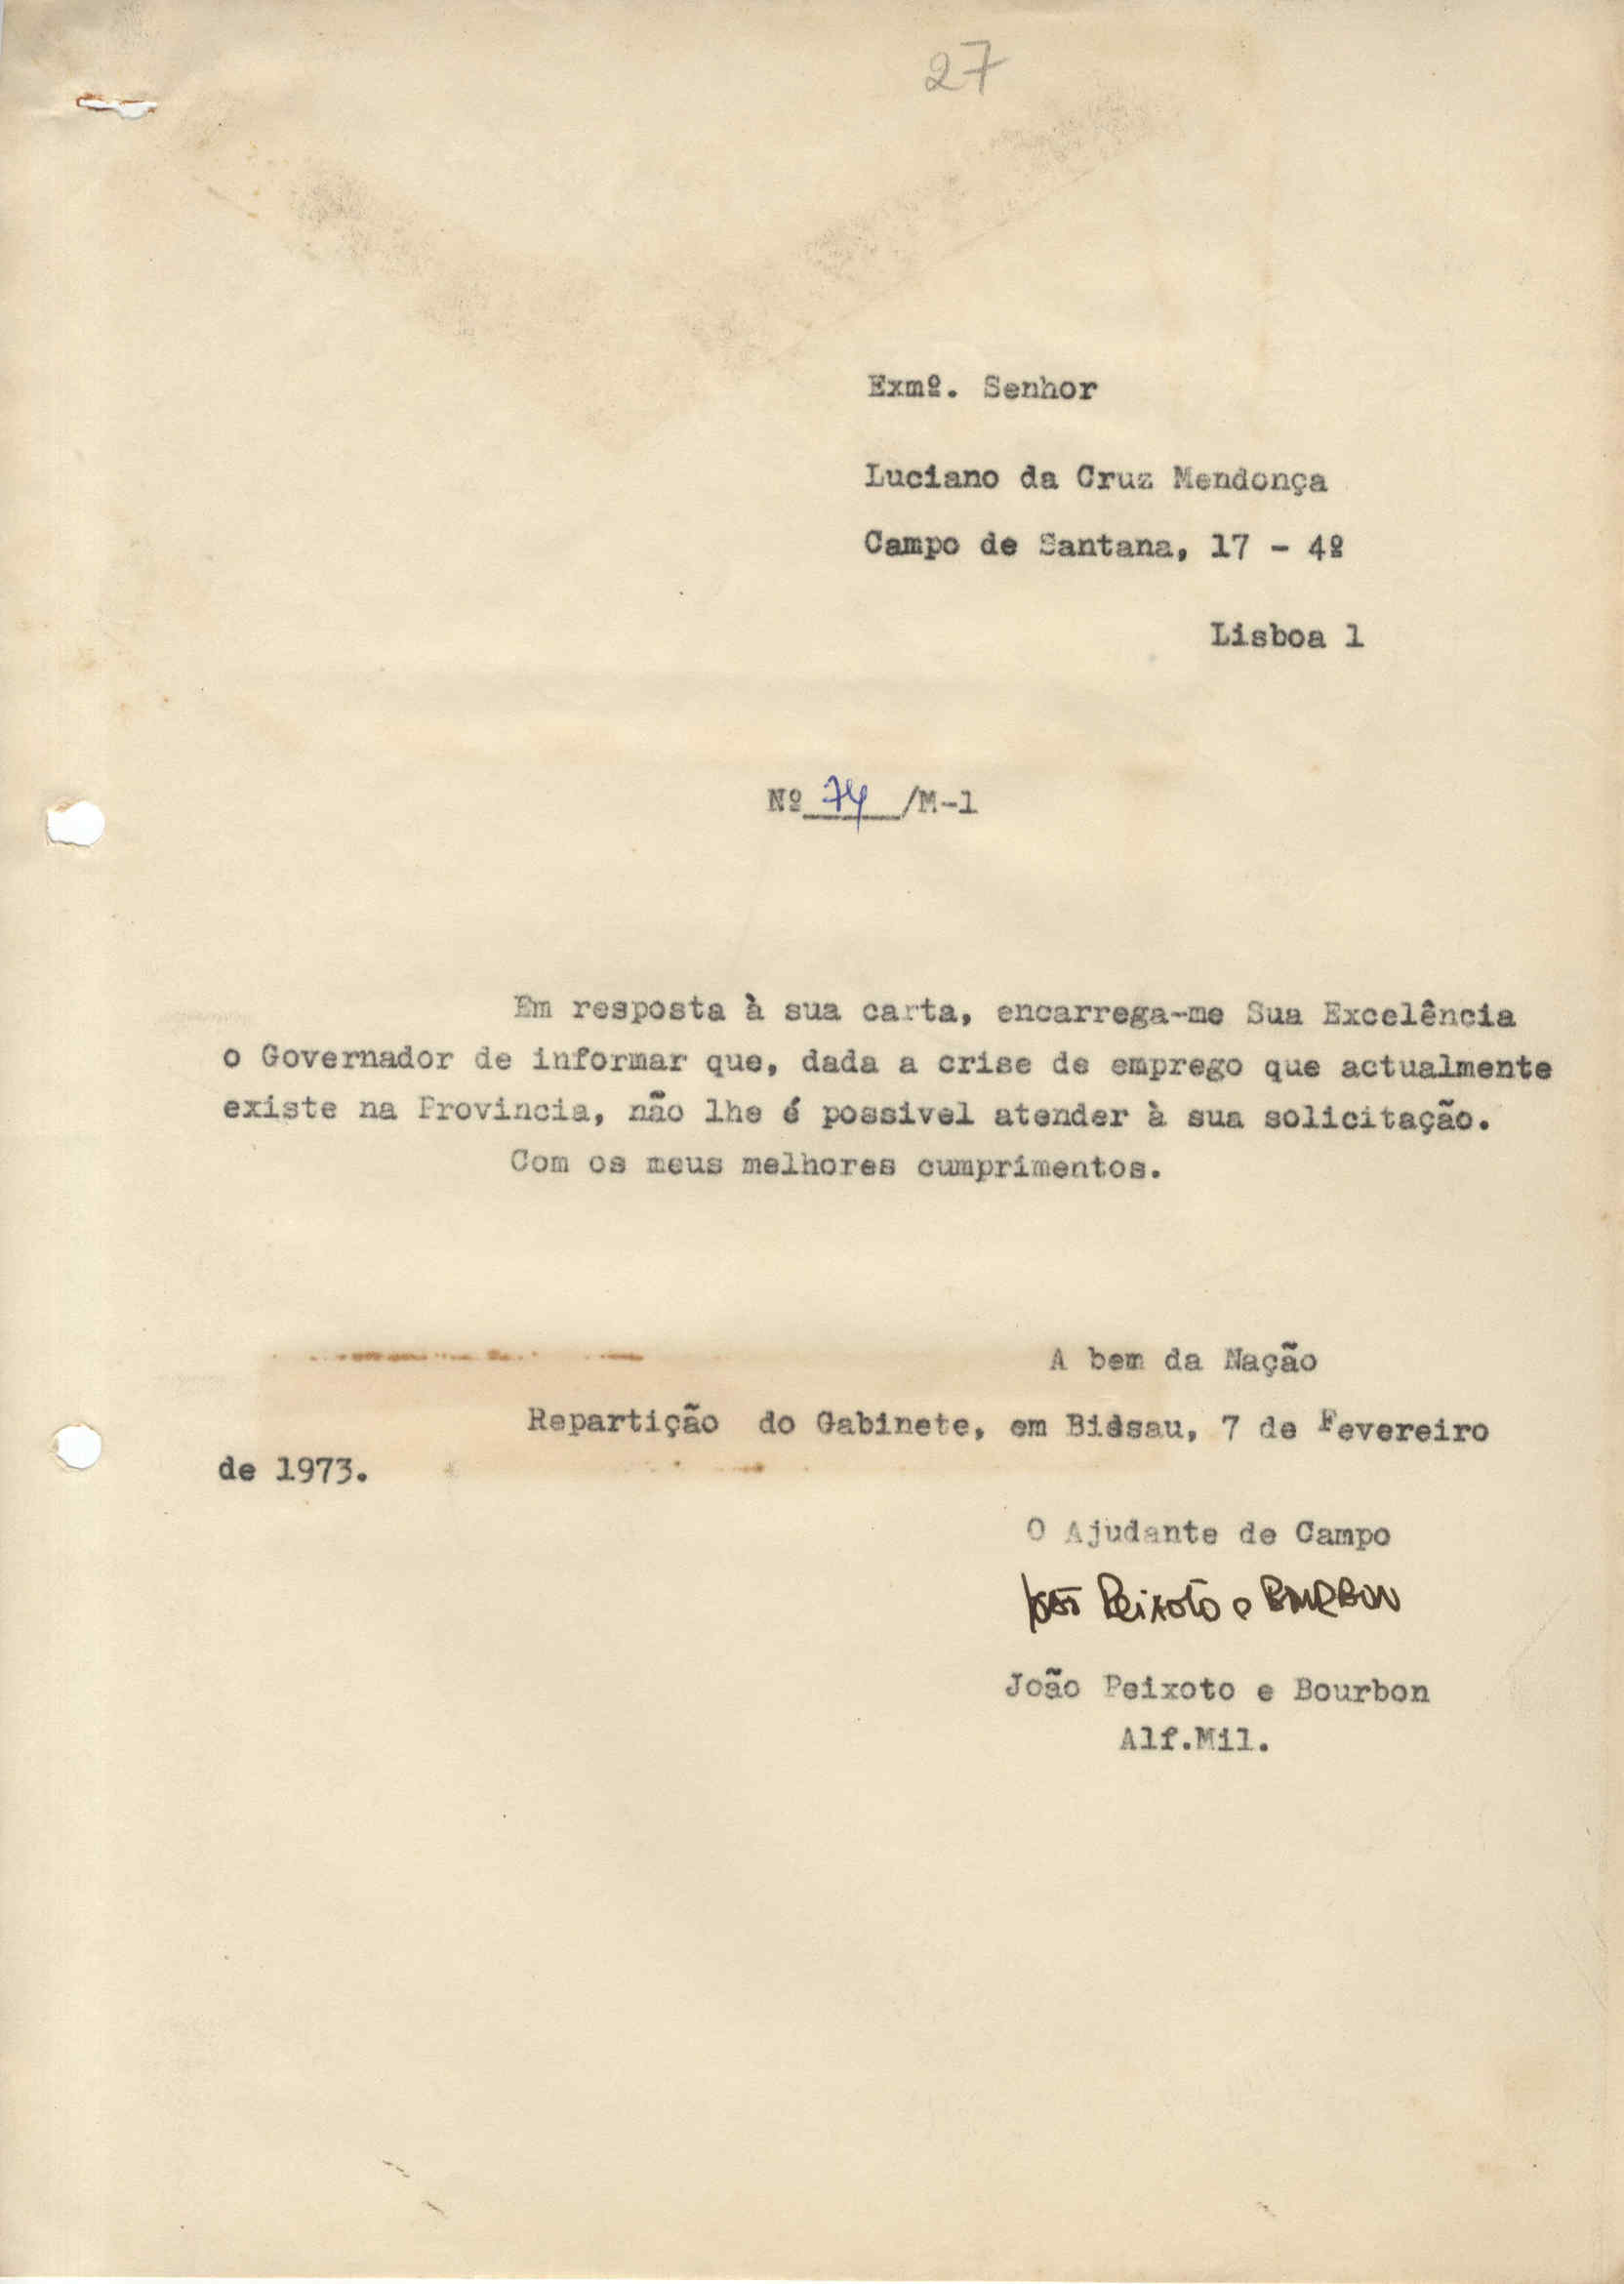 27
Exmº. Senhor
Luciano da Cruz Mendonça
Campo de Santana, 17 - 4º
Lisboa 1
Nº 74 /M-1
Em resposta à sua carta, encarrega-me Sua Excelência
o Governador de informar que, dada a crise de emprego que actualmente
existe na Provincia, não lhe é possivel atender à sua solicitação.
Com os meus melhores cumprimentos.
A bem da Nação
Repartição do Gabinete, em Bissau, 7 de Fevereiro
de 1973.
O Ajudante de Campo
João Peixoto e Bourbon
João Peixoto e Bourbon
Alf.Mil.